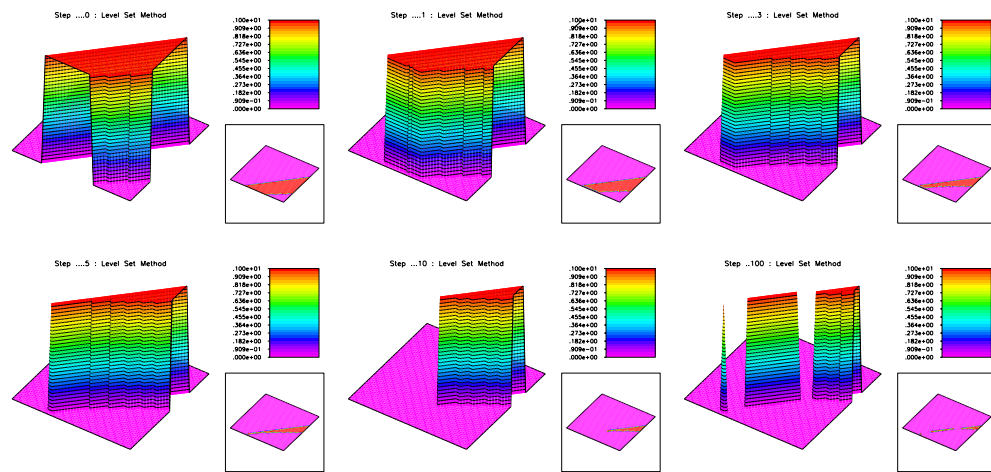 Step ....0 : Level Set Method
.100e+01
.909e+00
.818e+00
.727e+00
.636e+00
.545e+00
.455e+00
.364e+00
.273e+00
.182e+00
.909e-01
.000e+00
Step ....1 : Level Set Method
.100e+01
.909e+00
.818e+00
.727e+00
.636e+00
.545e+00
.455e+00
.364e+00
.273e+00
.182e+00
.909e-01
.000e+00
Step ....3 : Level Set Method
.100e+01
.909e+00
.818e+00
.727e+00
.636e+00
.545e+00
.455e+00
.364e+00
.273e+00
.182e+00
.909e-01
.000e+00
Step ....5 : Level Set Method
.100e+01
.909e+00
.818e+00
.727e+00
.636e+00
.545e+00
.455e+00
.364e+00
.273e+00
.182e+00
.909e-01
.000e+00
Step ...10 : Level Set Method
.100e+01
.909e+00
.818e+00
.727e+00
.636e+00
.545e+00
.455e+00
.364e+00
.273e+00
.182e+00
.909e-01
.000e+00
Step ..100 : Level Set Method
.100e+01
.909e+00
.818e+00
.727e+00
.636e+00
.545e+00
.455e+00
.364e+00
.273e+00
.182e+00
.909e-01
.000e+00